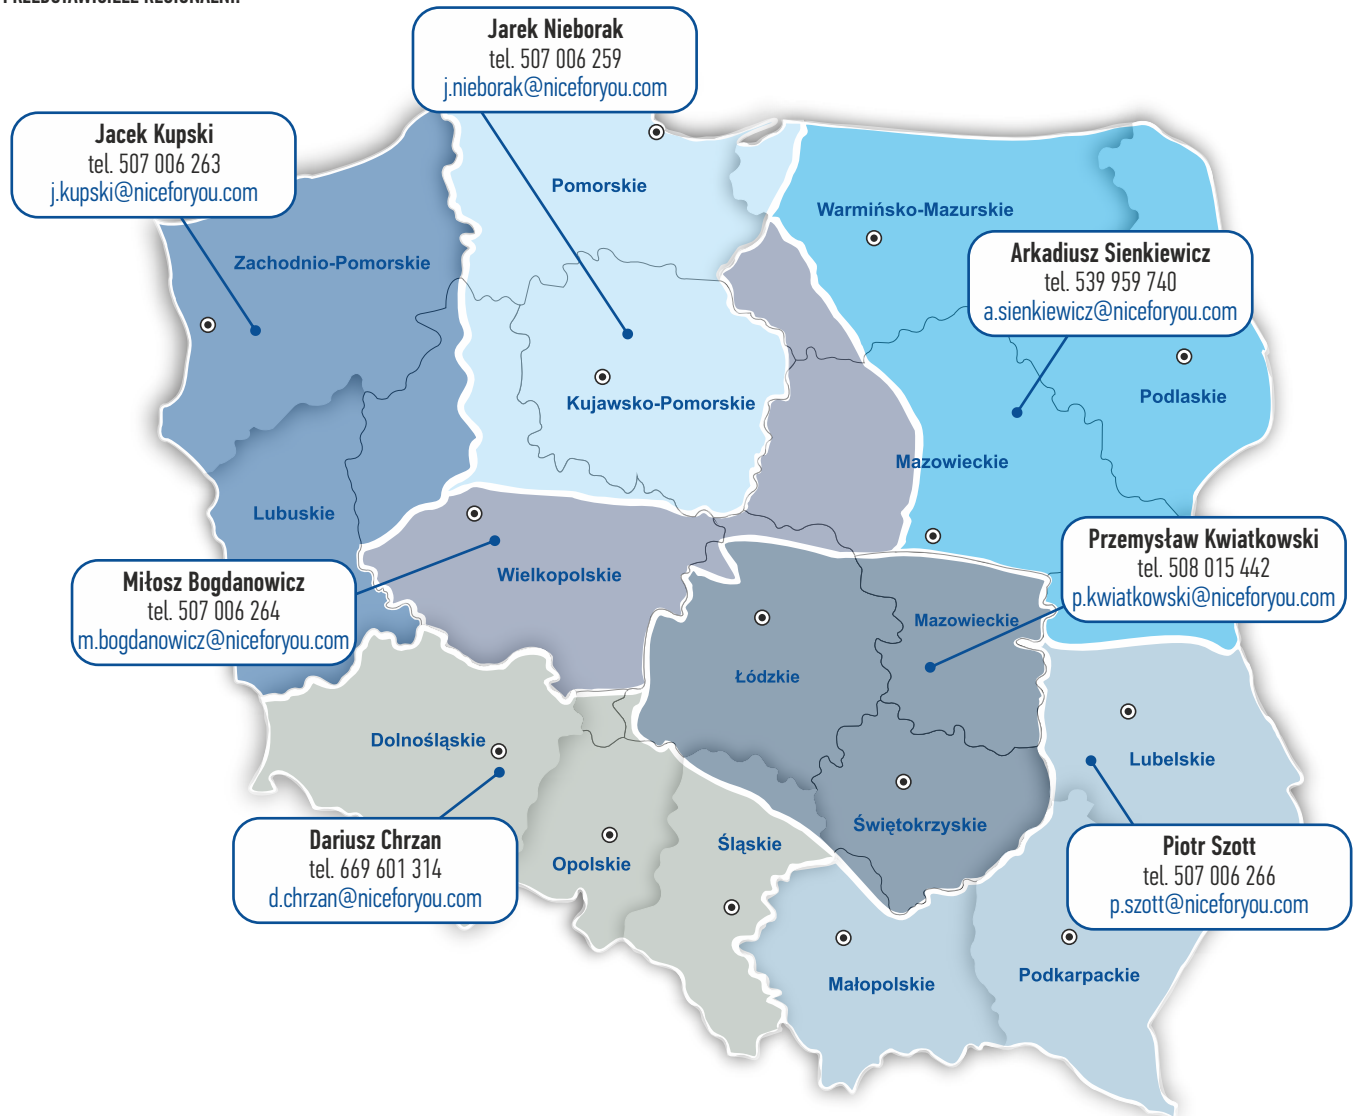 Jarek Nieborak
tel. 507 006 259
j.nieborak@niceforyou.com
Jacek Kupski
tel. 507 006 263
j.kupski@niceforyou.com
Pomorskie
Warmińsko-Mazurskie
Zachodnio-Pomorskie
Arkadiusz Sienkiewicz
tel. 539 959 740
a.sienkiewicz@niceforyou.com
Kujawsko-Pomorskie
Podlaskie
Mazowieckie
Lubuskie
Przemysław Kwiatkowski
tel. 508 015 442
p.kwiatkowski@niceforyou.com
Wielkopolskie
Miłosz Bogdanowicz
tel. 507 006 264
m.bogdanowicz@niceforyou.com
Mazowieckie
Łódzkie
Dolnośląskie
Lubelskie
Świętokrzyskie
Dariusz Chrzan
tel. 669 601 314
d.chrzan@niceforyou.com
Opolskie
Śląskie
Piotr Szott
tel. 507 006 266
p.szott@niceforyou.com
Małopolskie
Podkarpackie